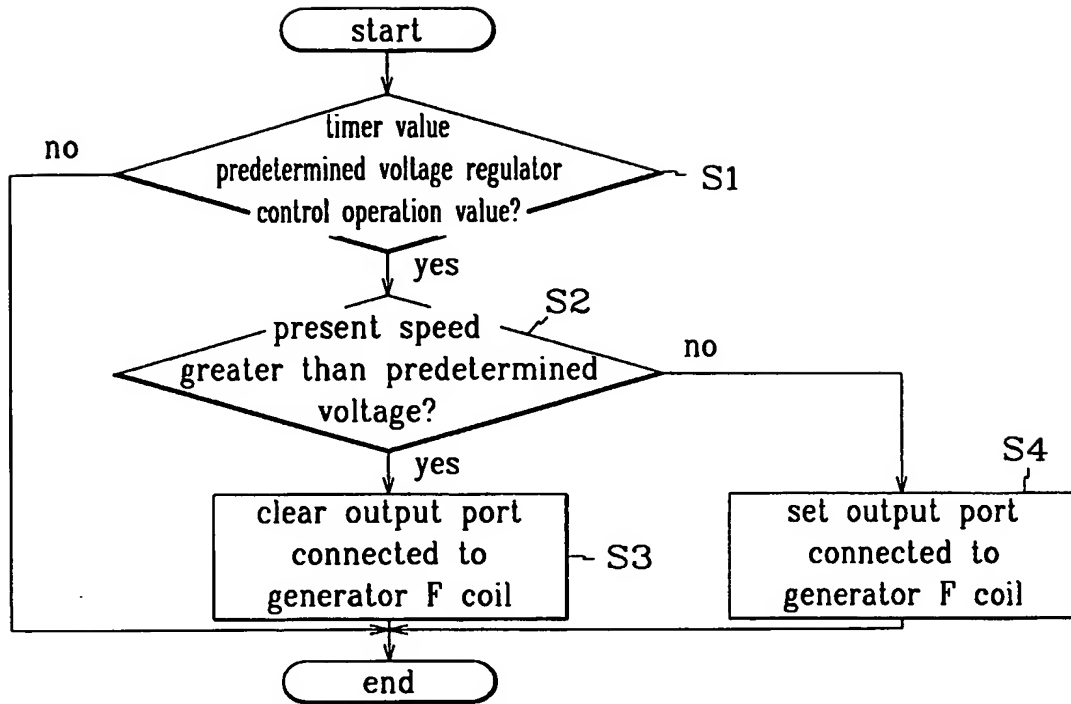 start
timer value
no
predetermined voltage regulator
S1
control operation value?
yes
S2
present speed
no
greater than predetermined
voltage?
yes
S4
clear output port
connected to
generator F coil
S3
set output port
connected to
generator F coil
end